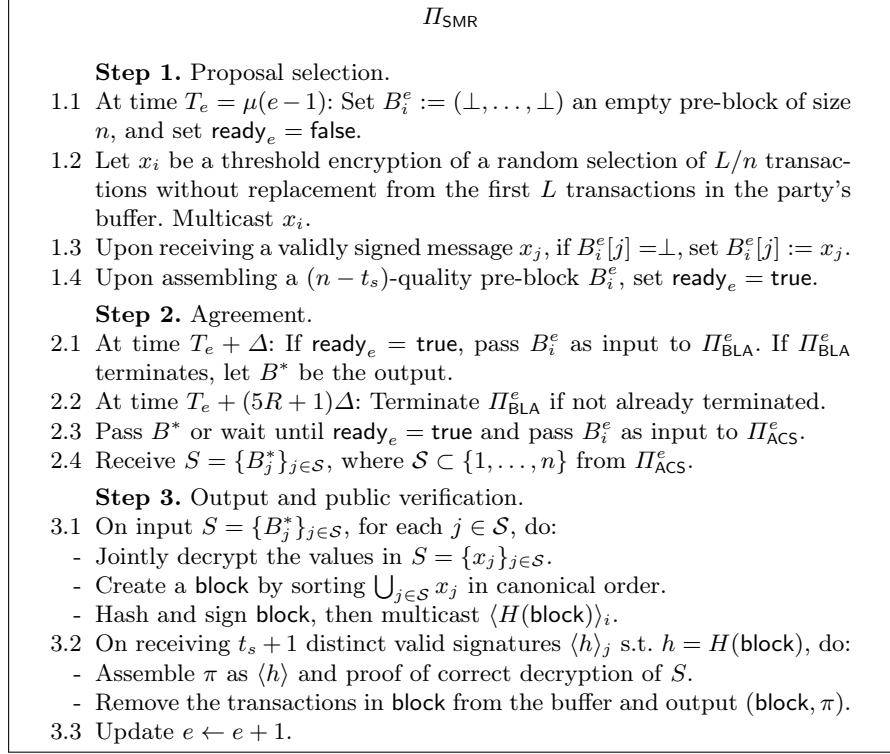 Π_SMR
Step 1. Proposal selection.
1.1 At time T_e = μ(e − 1): Set B_i^e := (⊥, . . . , ⊥) an empty pre-block of size
n, and set ready_e = false.
1.2 Let x_i be a threshold encryption of a random selection of L/n transac-
tions without replacement from the first L transactions in the party's
buffer. Multicast x_i.
1.3 Upon receiving a validly signed message x_j, if B_i^e[j] =⊥, set B_i^e[j] := x_j.
1.4 Upon assembling a (n − t_s)-quality pre-block B_i^e, set ready_e = true.
Step 2. Agreement.
2.1 At time T_e + Δ: If ready_e = true, pass B_i^e as input to Π_BLA^e. If Π_BLA^e
terminates, let B* be the output.
2.2 At time T_e + (5R + 1)Δ: Terminate Π_BLA^e if not already terminated.
2.3 Pass B* or wait until ready_e = true and pass B_i^e as input to Π_ACS^e.
2.4 Receive S = {B_j^*}_{j∈𝒮}, where 𝒮 ⊂ {1, . . . , n} from Π_ACS^e.
Step 3. Output and public verification.
3.1 On input S = {B_j^*}_{j∈𝒮}, for each j ∈ 𝒮, do:
- Jointly decrypt the values in S = {x_j}_{j∈𝒮}.
- Create a block by sorting ⋃_{j∈𝒮} x_j in canonical order.
- Hash and sign block, then multicast ⟨H(block)⟩_i.
3.2 On receiving t_s + 1 distinct valid signatures ⟨h⟩_j s.t. h = H(block), do:
- Assemble π as ⟨h⟩ and proof of correct decryption of S.
- Remove the transactions in block from the buffer and output (block, π).
3.3 Update e ← e + 1.